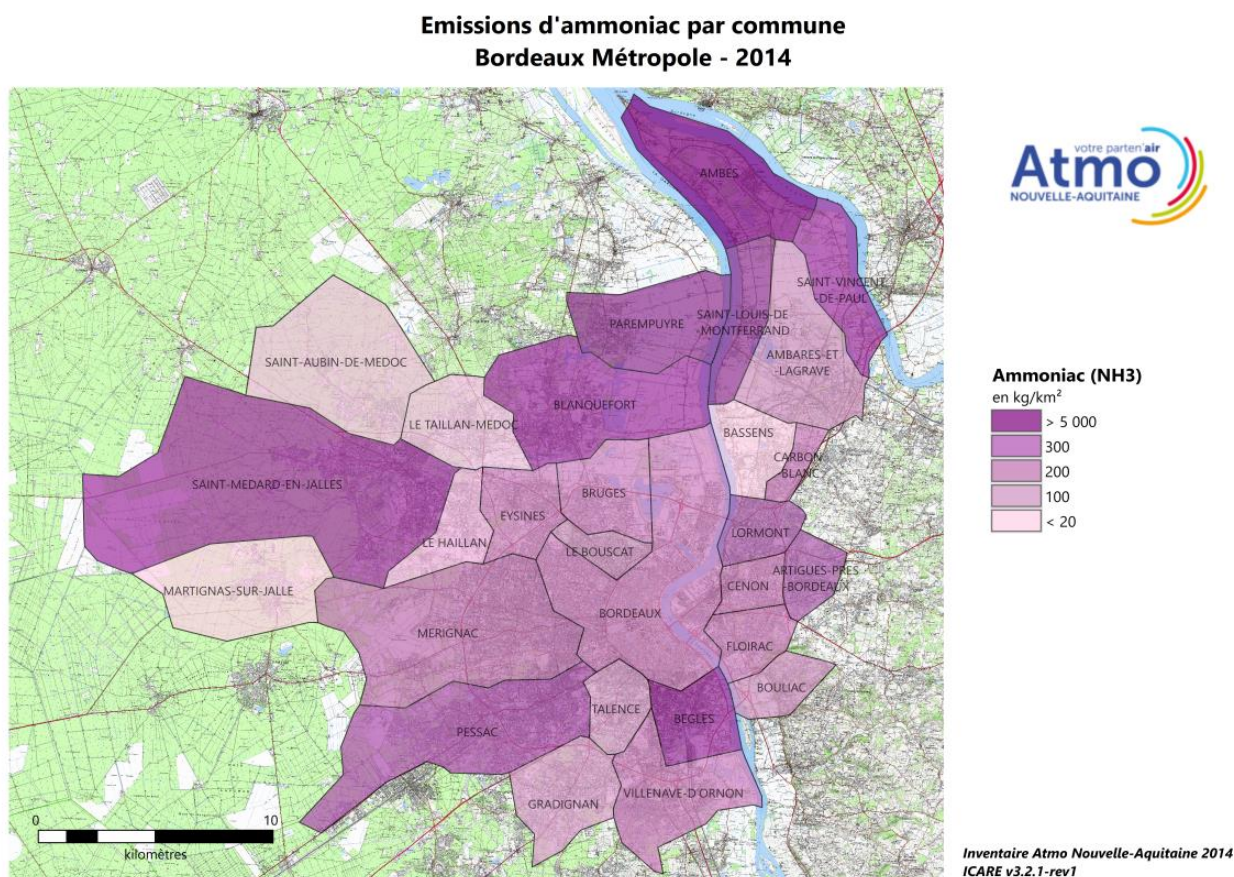 Emissions d'ammoniac par commune
Bordeaux Métropole - 2014
votre parten'air
Atmo
NOUVELLE-AQUITAINE
AMBES
SAINT-VINCENT
-DE-PAUL
PAREMPUYRE
SAINT-LOUIS-DE
-MONTFERRAND
AMBARES-ET
-LAGRAVE
SAINT-AUBIN-DE-MEDOC
BLANQUEFORT
LE TAILLAN-MEDOC
BASSENS
CARBON
-BLANC
SAINT-MEDARD-EN-JALLES
BRUGES
EYSINES
LORMONT
LE HAILLAN
LE BOUSCAT
ARTIGUES-PRES
-BORDEAUX
CENON
MARTIGNAS-SUR-JALLE
BORDEAUX
MERIGNAC
FLOIRAC
BOULIAC
TALENCE
BEGLES
PESSAC
VILLENAVE-D'ORNON
GRADIGNAN
0
10
kilomètres
Ammoniac (NH3)
en kg/km²
> 5 000
300
200
100
< 20
Inventaire Atmo Nouvelle-Aquitaine 2014
ICARE v3.2.1-rev1